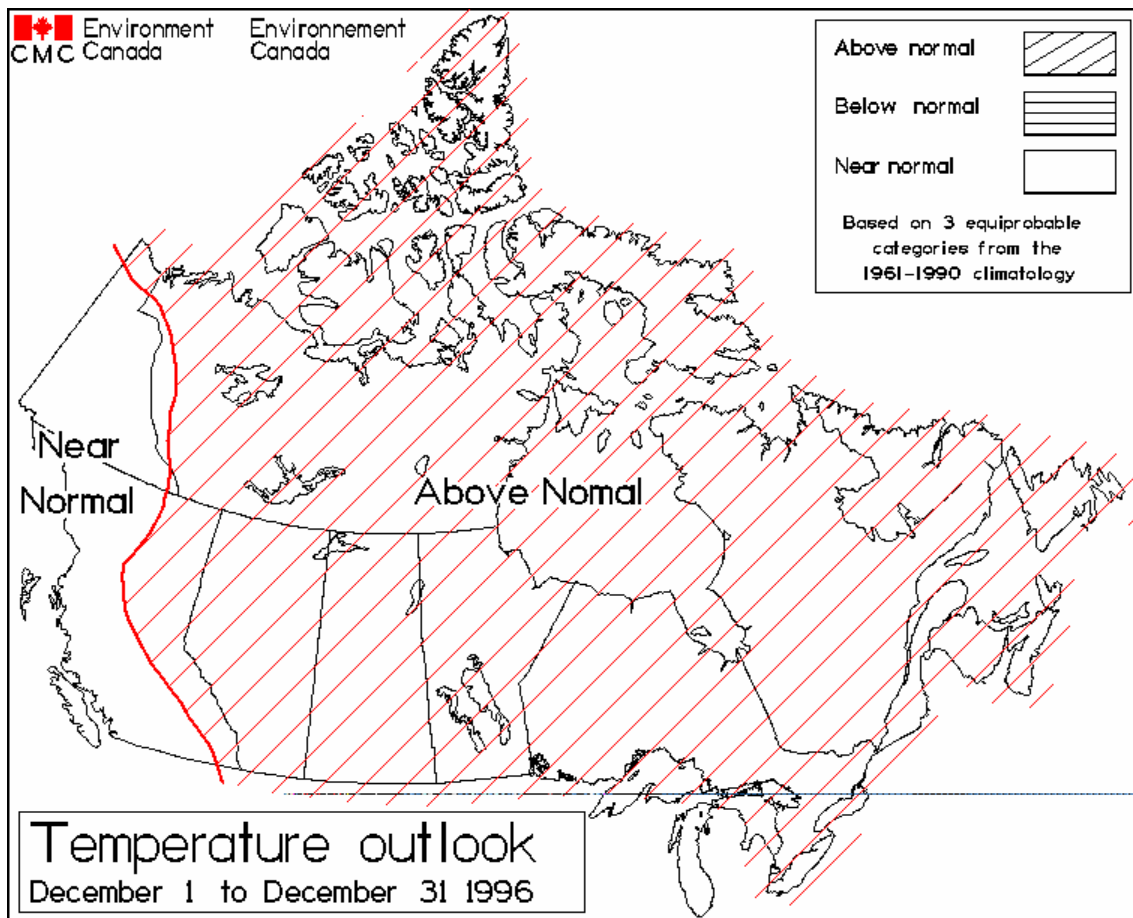 Environment
Canada
Environnement
Canada
CMC
Above normal
Below normal
Near normal
Based on 3 equiprobable
categories from the
1961-1990 climatology
Near
Normal
Above Nomal
Temperature outlook
December 1 to December 31 1996